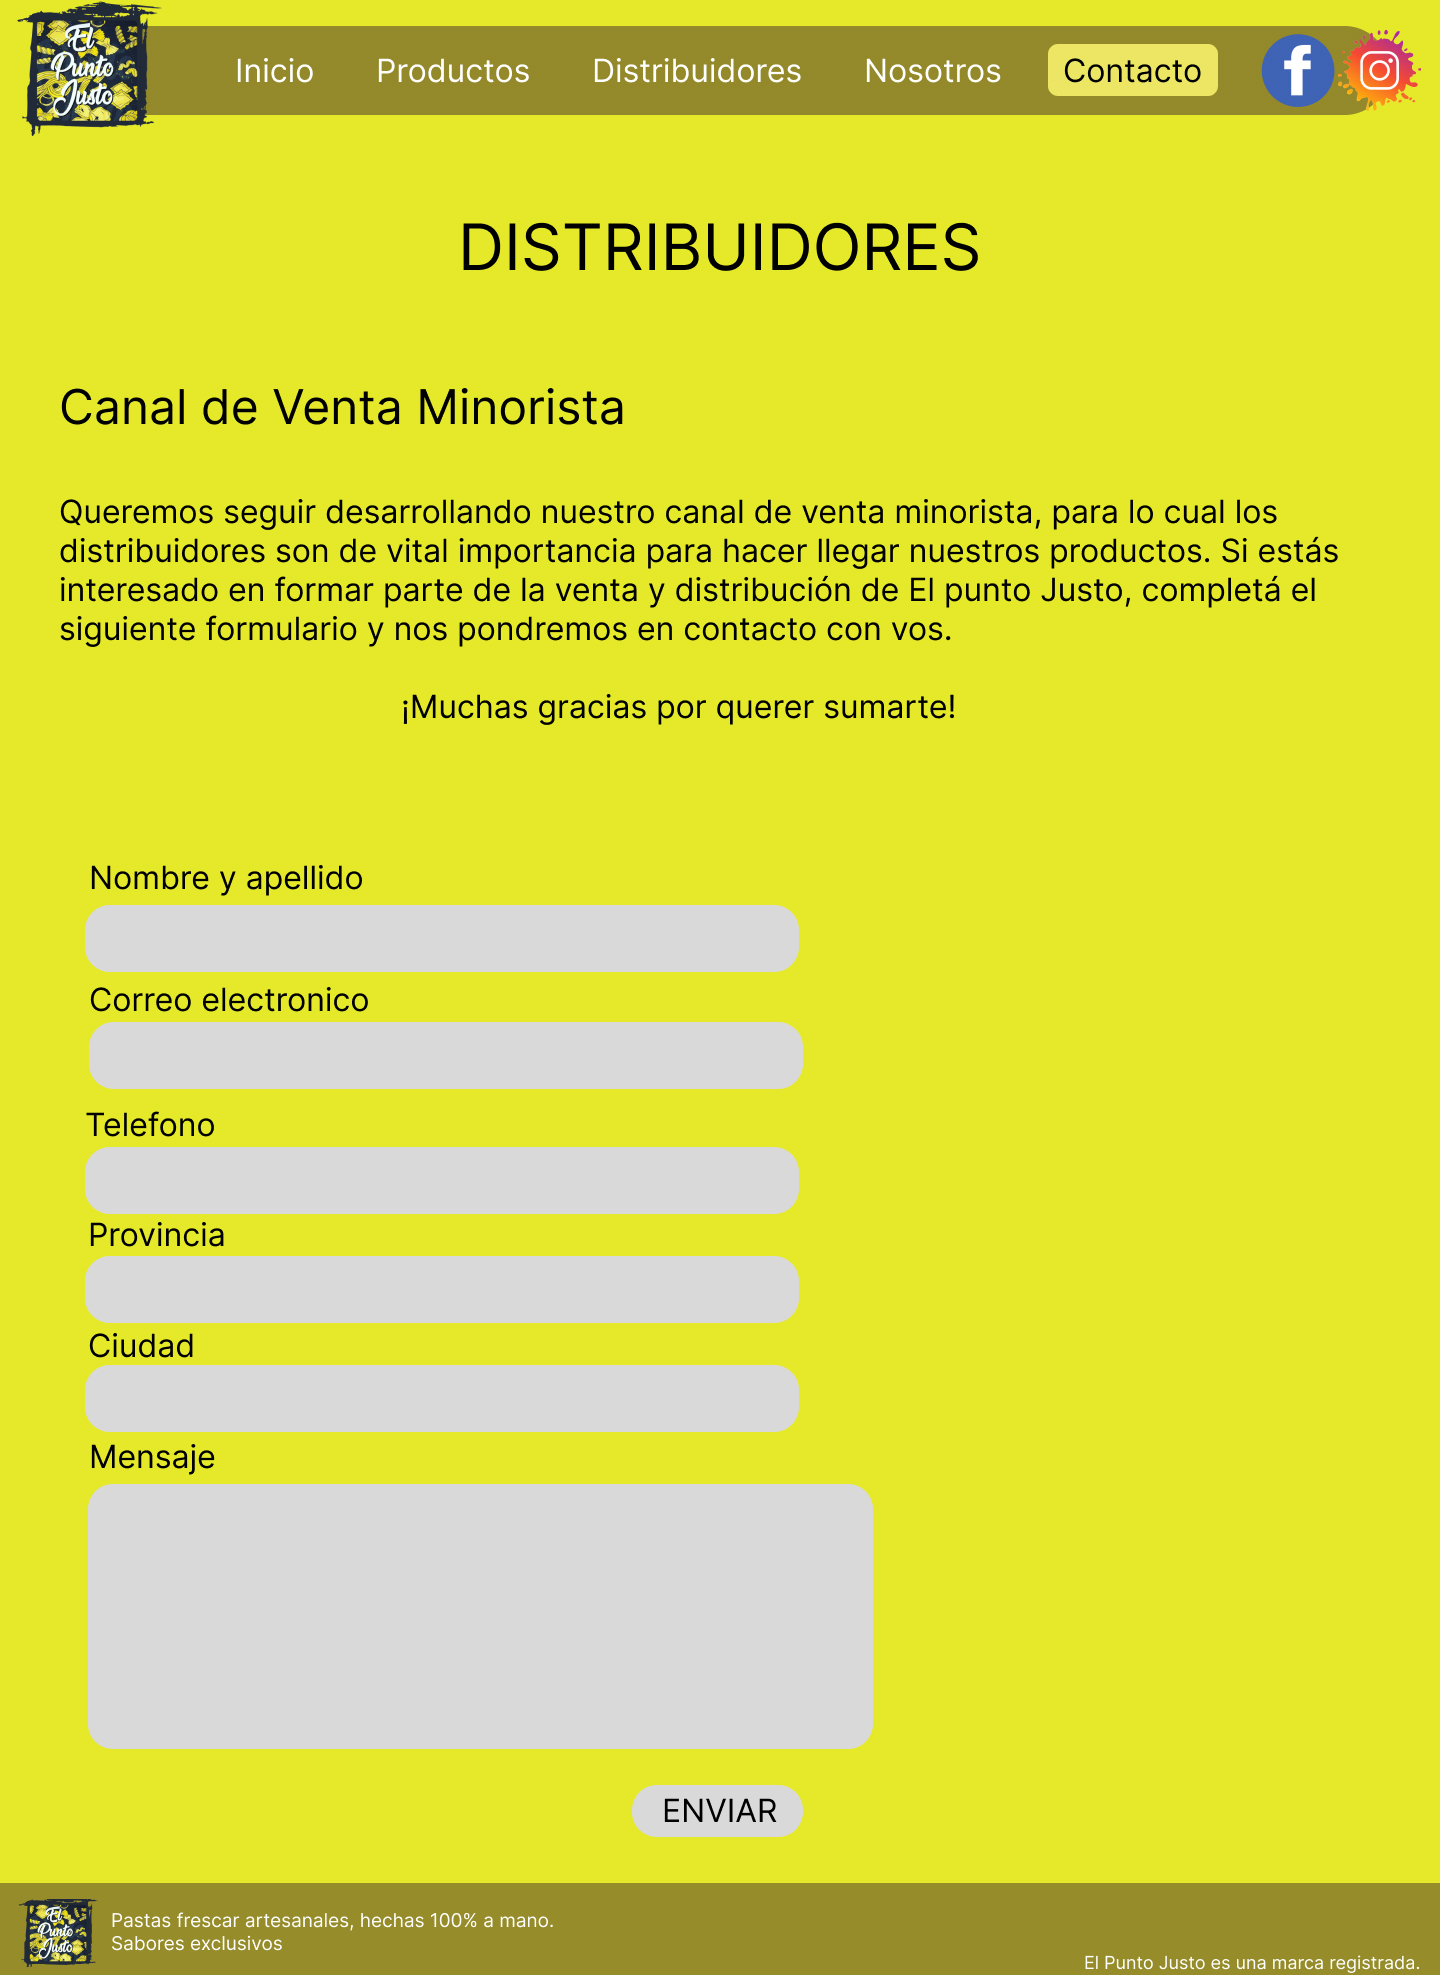 El
Punto
Justo
Inicio
Productos
Distribuidores
Nosotros
Contacto
DISTRIBUIDORES
Canal de Venta Minorista
Queremos seguir desarrollando nuestro canal de venta minorista, para lo cual los
distribuidores son de vital importancia para hacer llegar nuestros productos. Si estás
interesado en formar parte de la venta y distribución de El punto Justo, completá el
siguiente formulario y nos pondremos en contacto con vos.
¡Muchas gracias por querer sumarte!
Nombre y apellido
Correo electronico
Telefono
Provincia
Ciudad
Mensaje
ENVIAR
El
Punto
Justo
Pastas frescar artesanales, hechas 100% a mano.
Sabores exclusivos
El Punto Justo es una marca registrada.